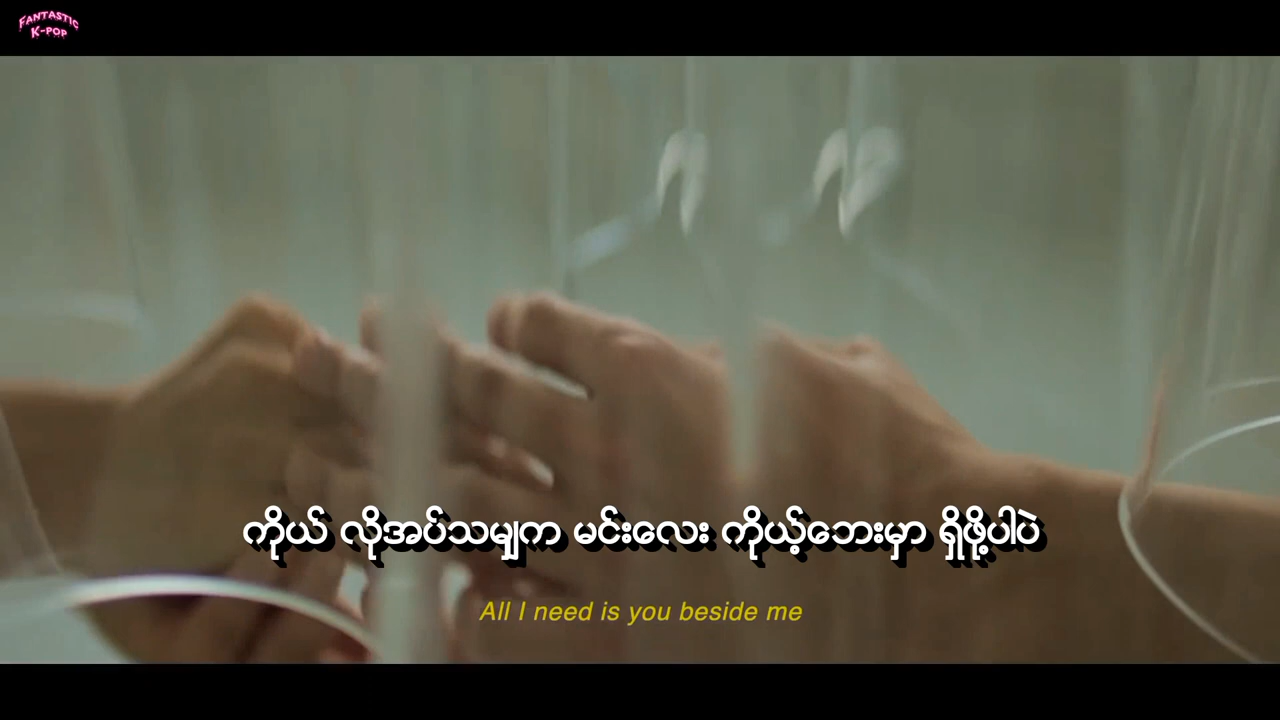 FANTASTIC
K-POP
ကိုယ် လိုအပ်သမျှက မင်းလေး ကိုယ့်ဘေးမှာ ရှိဖို့ပါပဲ
All I need is you beside me